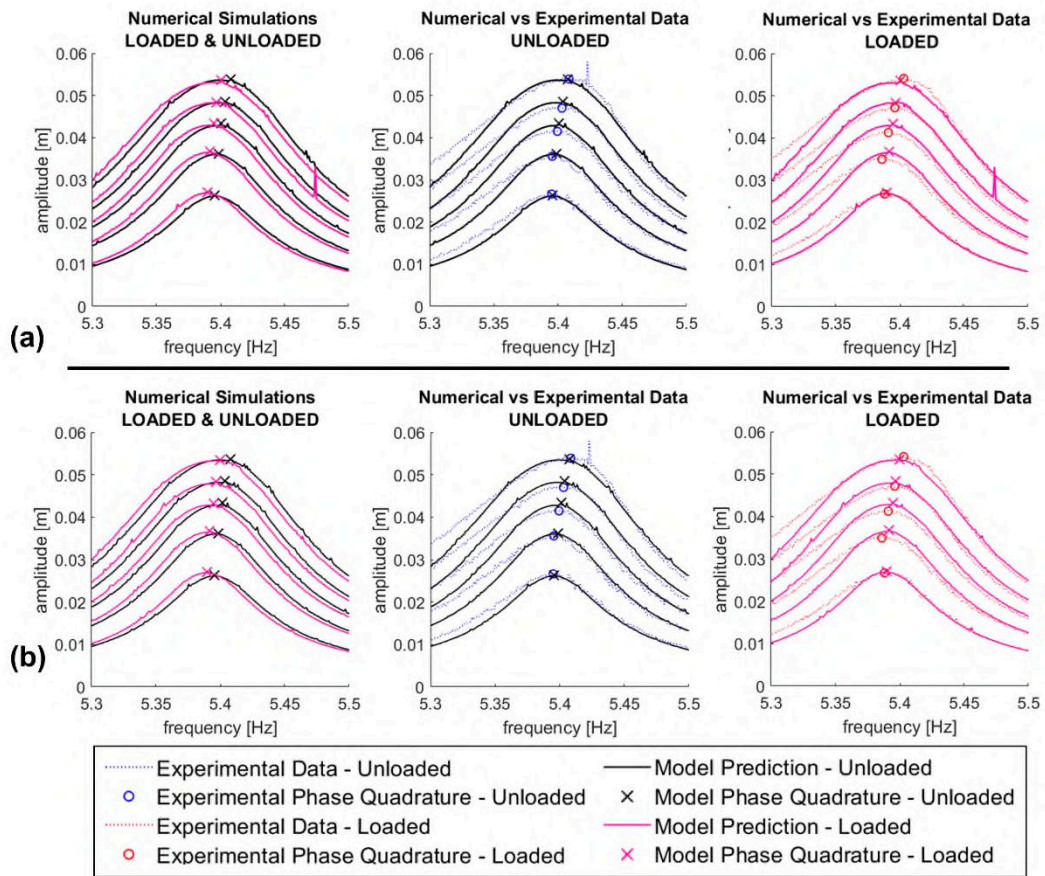 Numerical Simulations
LOADED & UNLOADED
Numerical vs Experimental Data
UNLOADED
Numerical vs Experimental Data
LOADED
0.06
0.05
0.04
0.03
0.02
0.01
0
amplitude [m]
5.3
5.35
5.4
5.45
5.5
frequency [Hz]
0.06
0.05
0.04
0.03
0.02
0.01
0
5.3
5.35
5.4
5.45
5.5
frequency [Hz]
0.06
0.05
0.04
0.03
0.02
0.01
0
5.3
5.35
5.4
5.45
5.5
frequency [Hz]
(a)
Numerical Simulations
LOADED & UNLOADED
Numerical vs Experimental Data
UNLOADED
Numerical vs Experimental Data
LOADED
0.06
0.05
0.04
0.03
0.02
0.01
0
amplitude [m]
5.3
5.35
5.4
5.45
5.5
frequency [Hz]
0.06
0.05
0.04
0.03
0.02
0.01
0
amplitude [m]
5.3
5.35
5.4
5.45
5.5
frequency [Hz]
0.06
0.05
0.04
0.03
0.02
0.01
0
amplitude [m]
5.3
5.35
5.4
5.45
5.5
frequency [Hz]
(b)
Experimental Data - Unloaded
Experimental Phase Quadrature - Unloaded
Experimental Data - Loaded
Experimental Phase Quadrature - Loaded
Model Prediction - Unloaded
Model Phase Quadrature - Unloaded
Model Prediction - Loaded
Model Phase Quadrature - Loaded